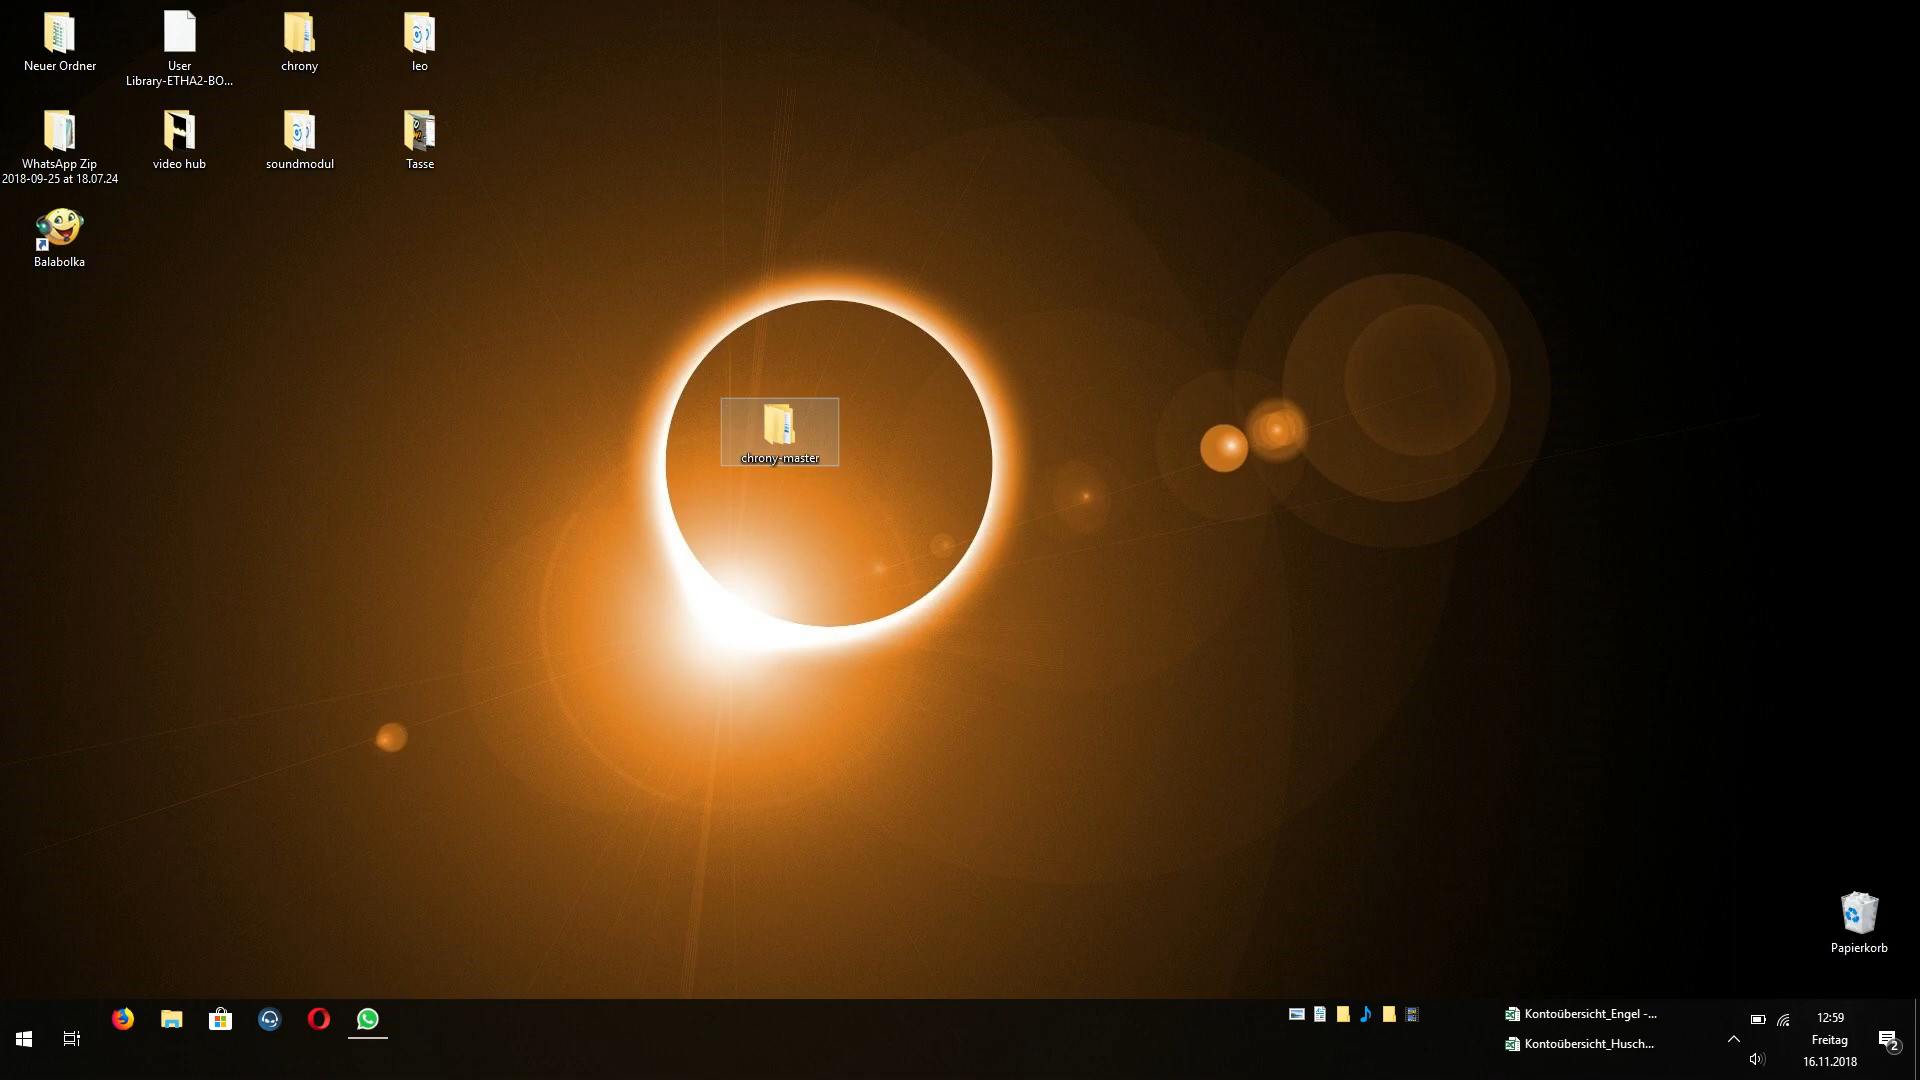 Neuer Ordner
User
Library-ETHA2-BO...
chrony
leo
WhatsApp Zip
2018-09-25 at 18.07.24
video hub
soundmodul
Tasse
Balabolka
chrony-master
Papierkorb
Kontoübersicht_Engel -...
Kontoübersicht_Husch...
12:59
Freitag
16.11.2018
2